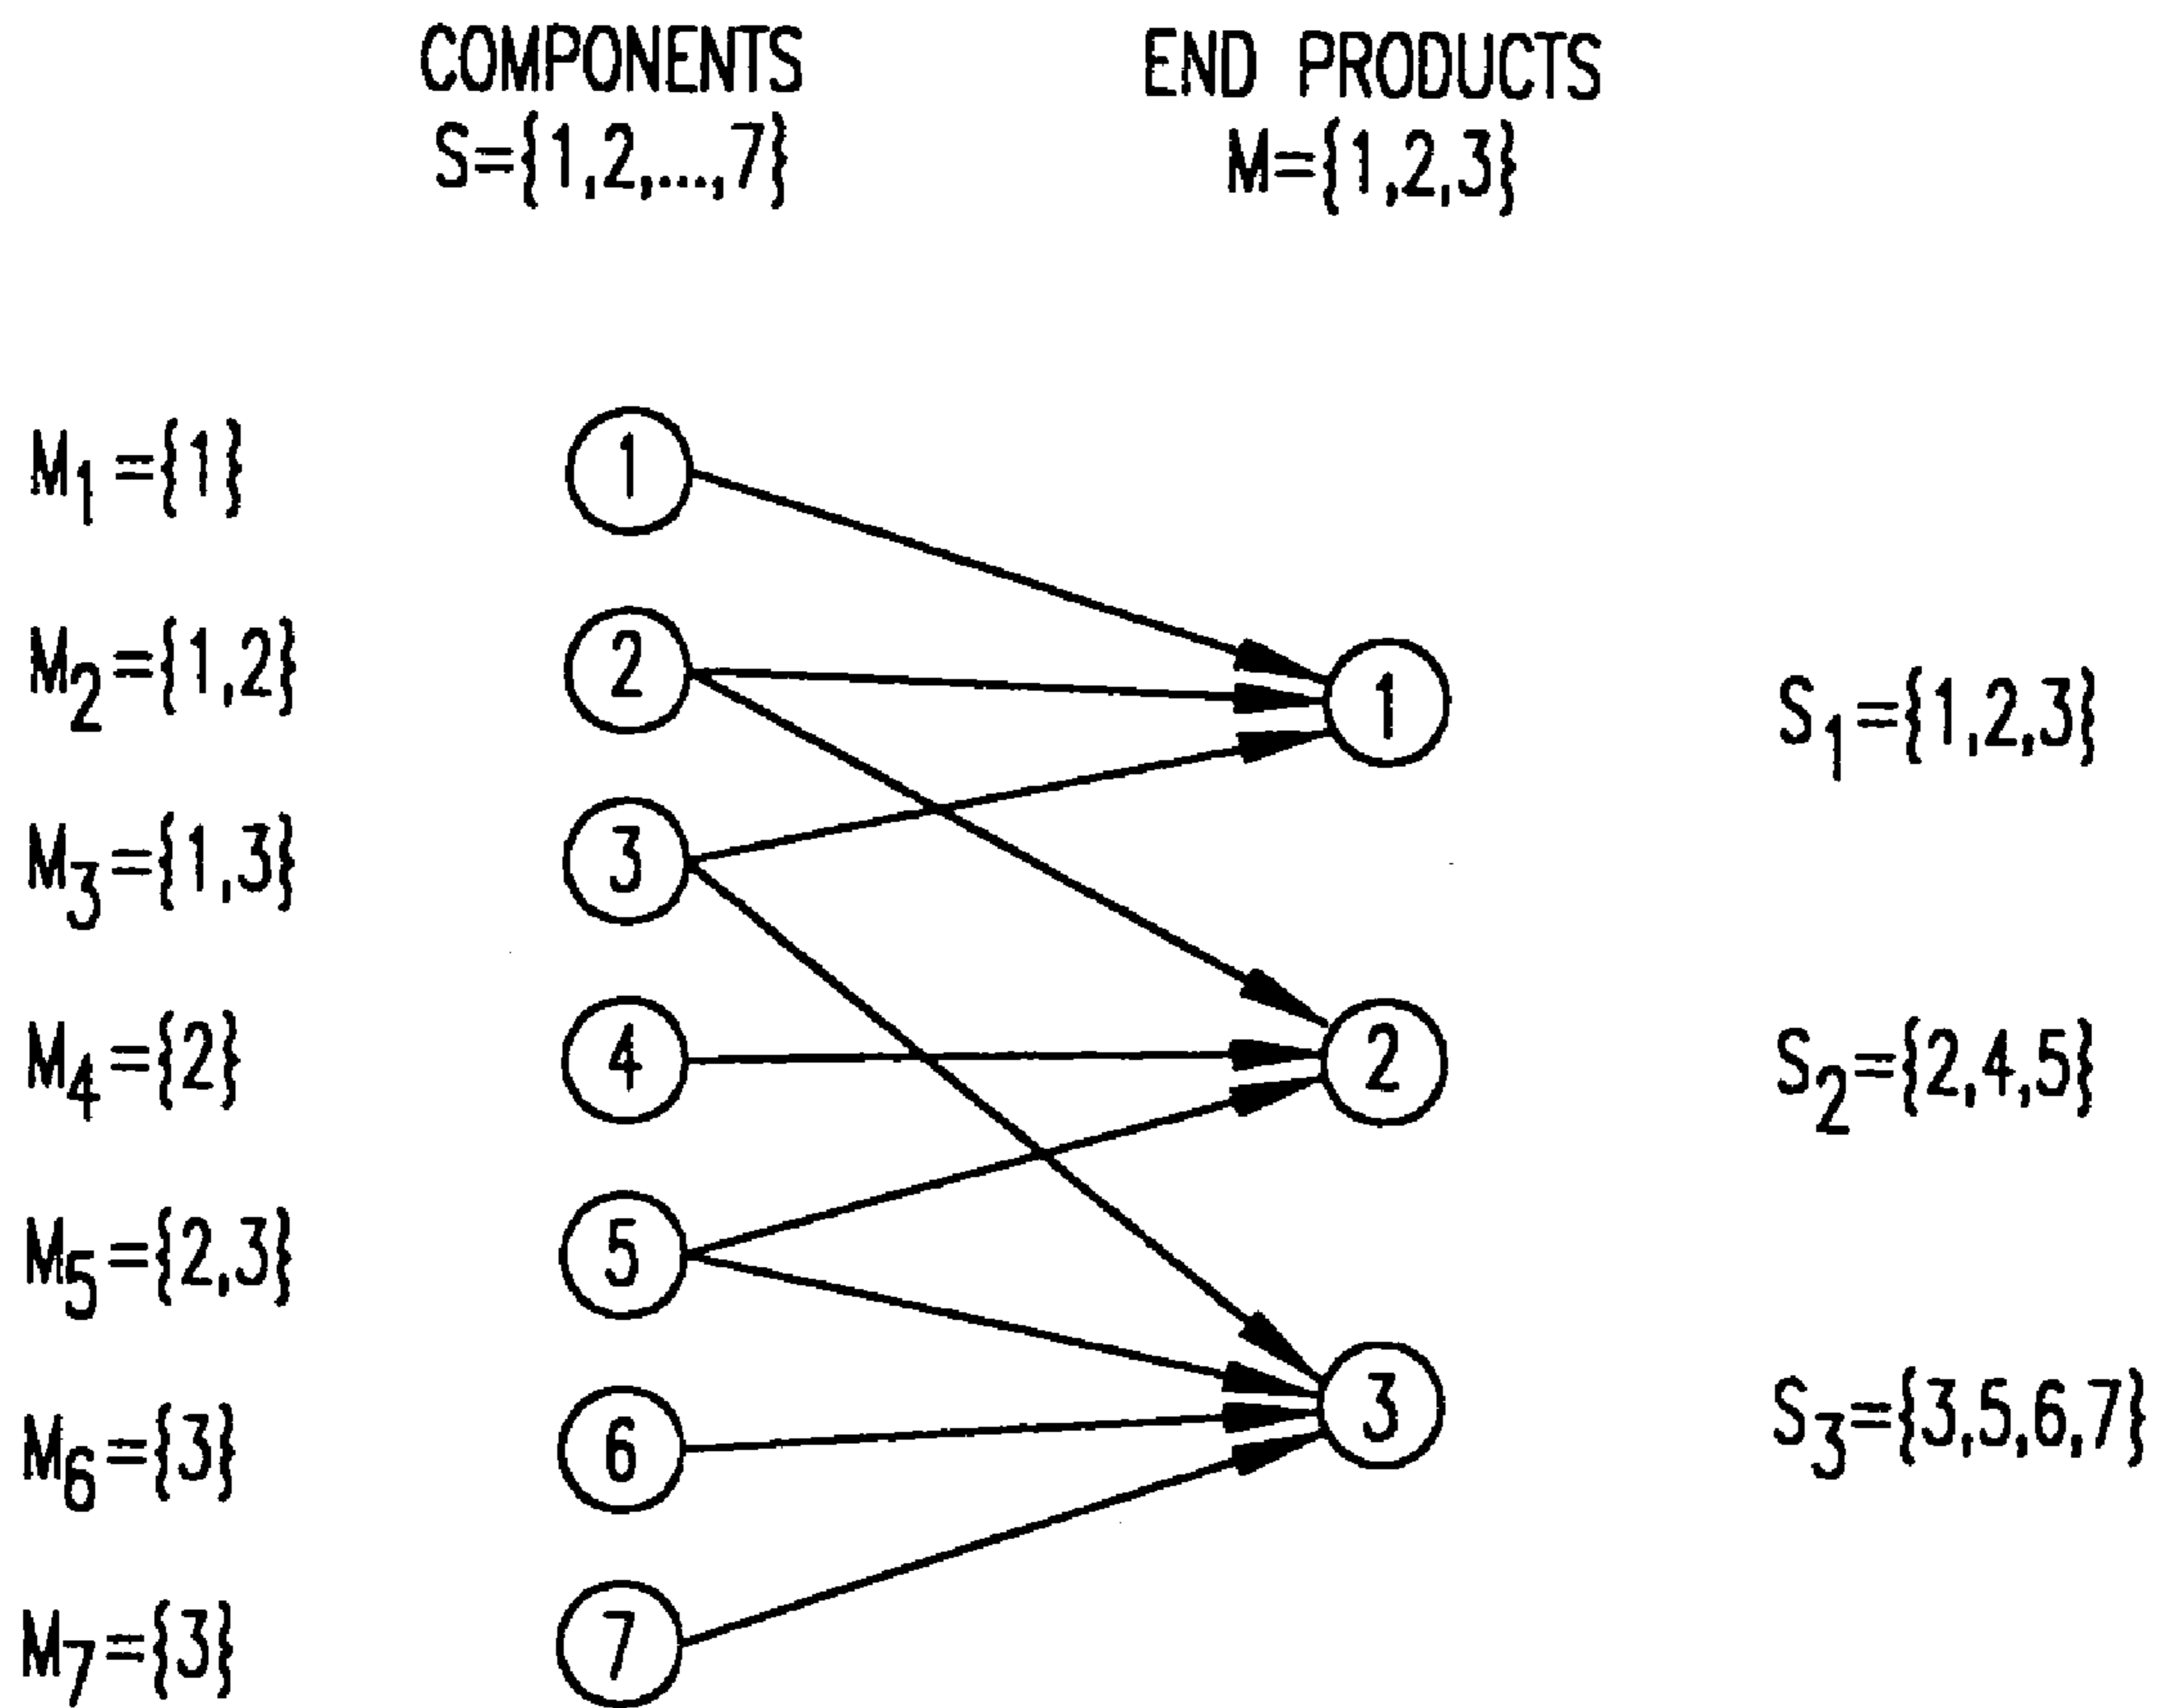 COMPONENTS
S={1,2,...,7}
END PRODUCTS
M={1,2,3}
M1={1}
1
M2={1,2}
2
1
S1={1,2,3}
M3={1,3}
3
M4={2}
4
2
S2={2,4,5}
M5={2,3}
5
M6={3}
6
3
S3={3,5,6,7}
M7={3}
7